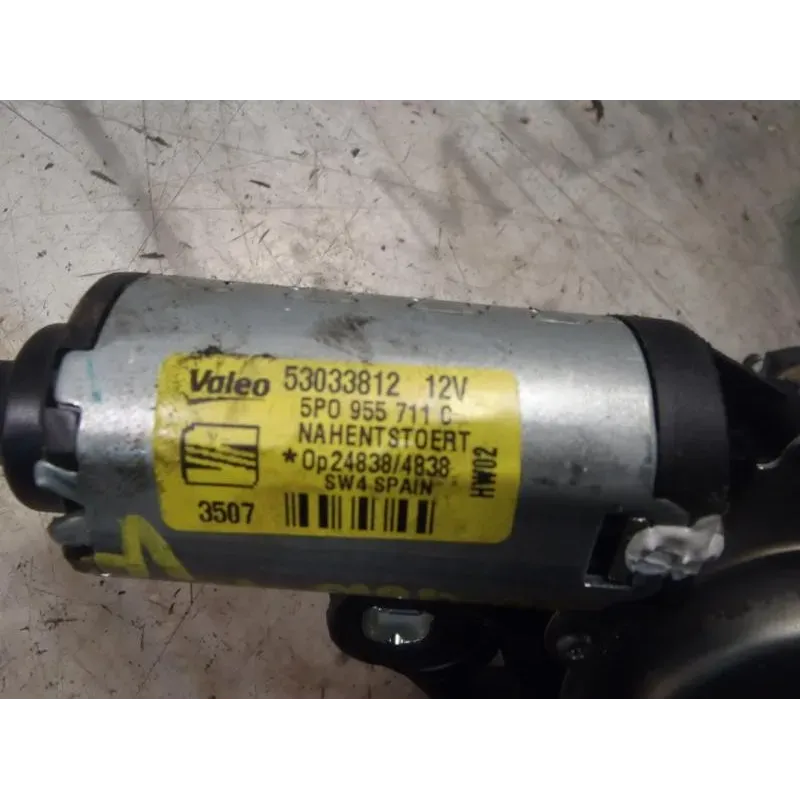 Valeo 53033812 12V
5P0 955 711 C
NAHENTSTOERT
*Op24838/4838
SW4 SPAIN
HW02
3507